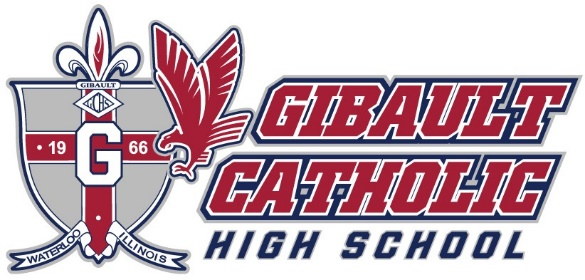 GIBAULT
GCHS
19 G 66
WATERLOO ILLINOIS
GIBAULT
CATHOLIC
HIGH SCHOOL